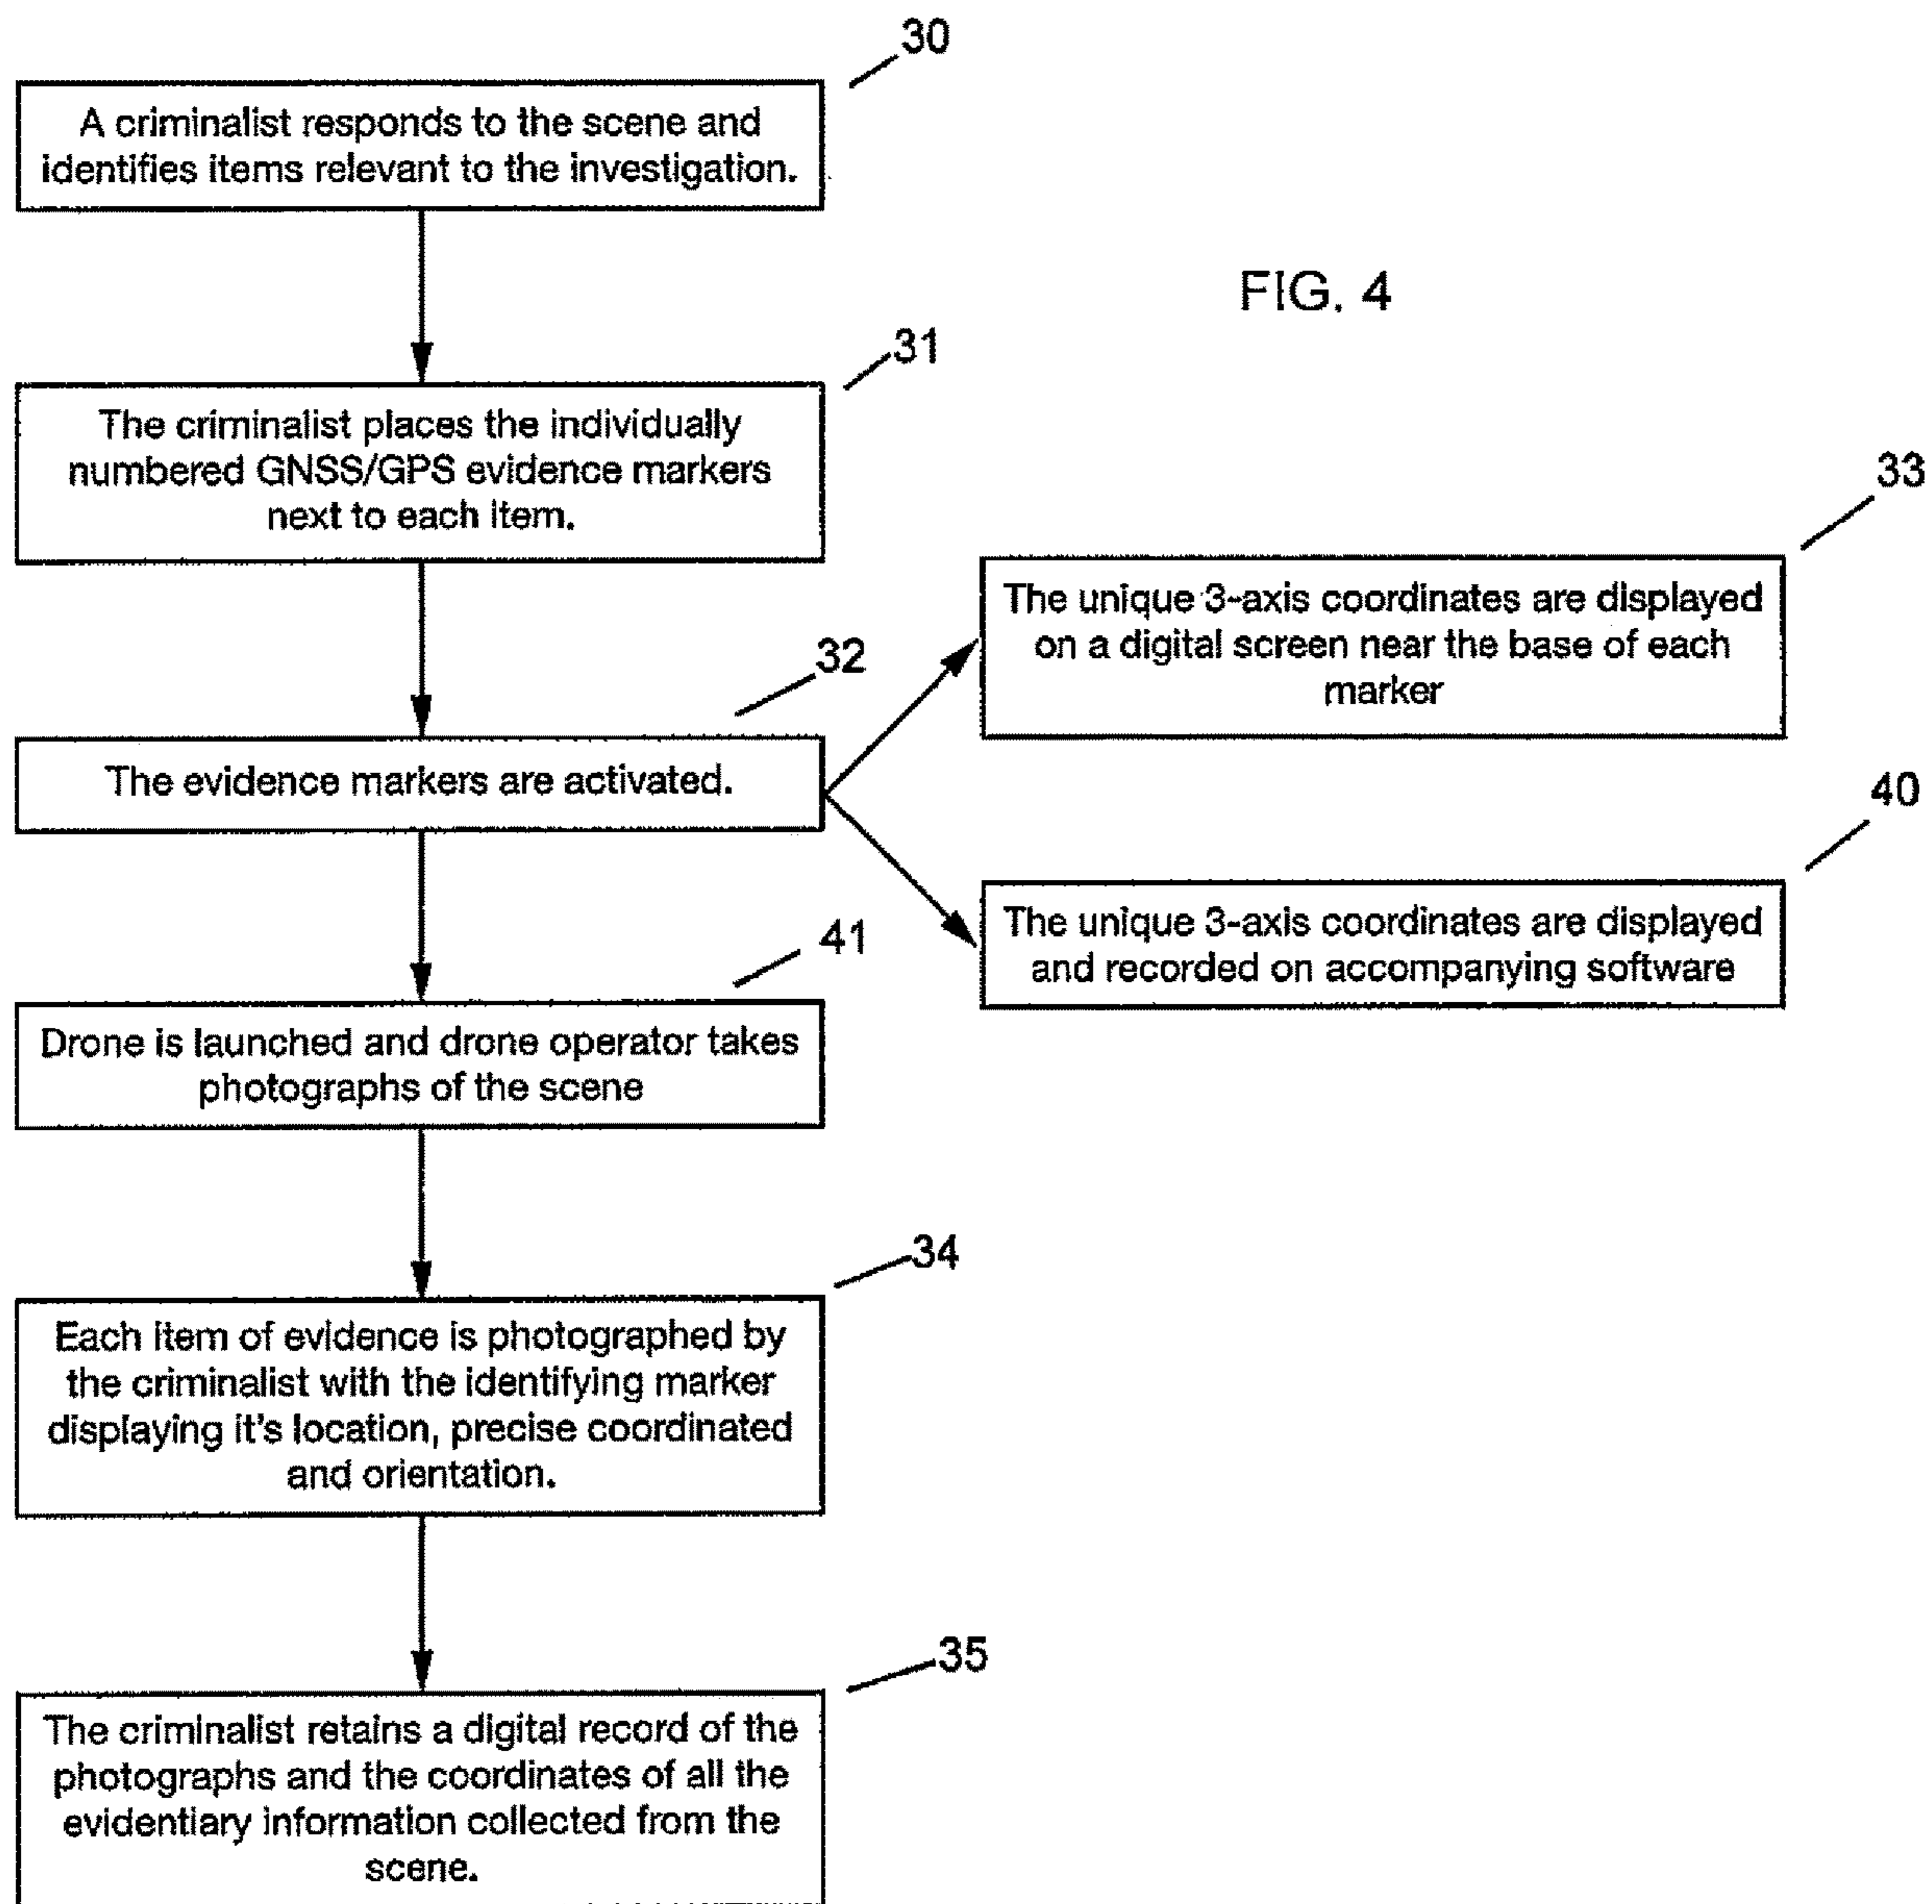 30
A criminalist responds to the scene and
identifies items relevant to the investigation.
FIG. 4
31
The criminalist places the individually
numbered GNSS/GPS evidence markers
next to each item.
33
The unique 3-axis coordinates are displayed
on a digital screen near the base of each
marker
32
The evidence markers are activated.
40
The unique 3-axis coordinates are displayed
and recorded on accompanying software
41
Drone is launched and drone operator takes
photographs of the scene
34
Each item of evidence is photographed by
the criminalist with the identifying marker
displaying it's location, precise coordinated
and orientation.
35
The criminalist retains a digital record of the
photographs and the coordinates of all the
evidentiary information collected from the
scene.